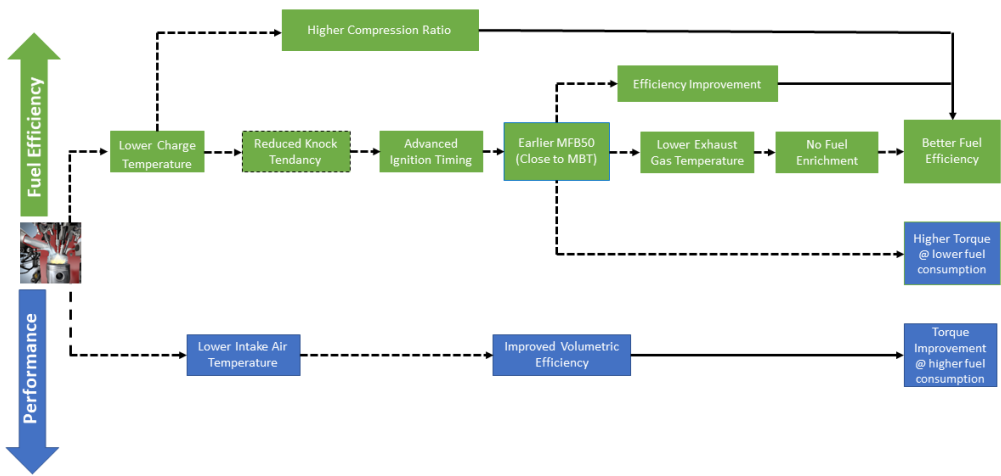 Fuel Efficiency
Higher Compression Ratio
Efficiency Improvement
Lower Charge
Temperature
Reduced Knock
Tendancy
Advanced
Ignition Timing
Earlier MFB50
(Close to MBT)
Lower Exhaust
Gas Temperature
No Fuel
Enrichment
Better Fuel
Efficiency
Higher Torque
@ lower fuel
consumption
Performance
Lower Intake Air
Temperature
Improved Volumetric
Efficiency
Torque
Improvement
@ higher fuel
consumption